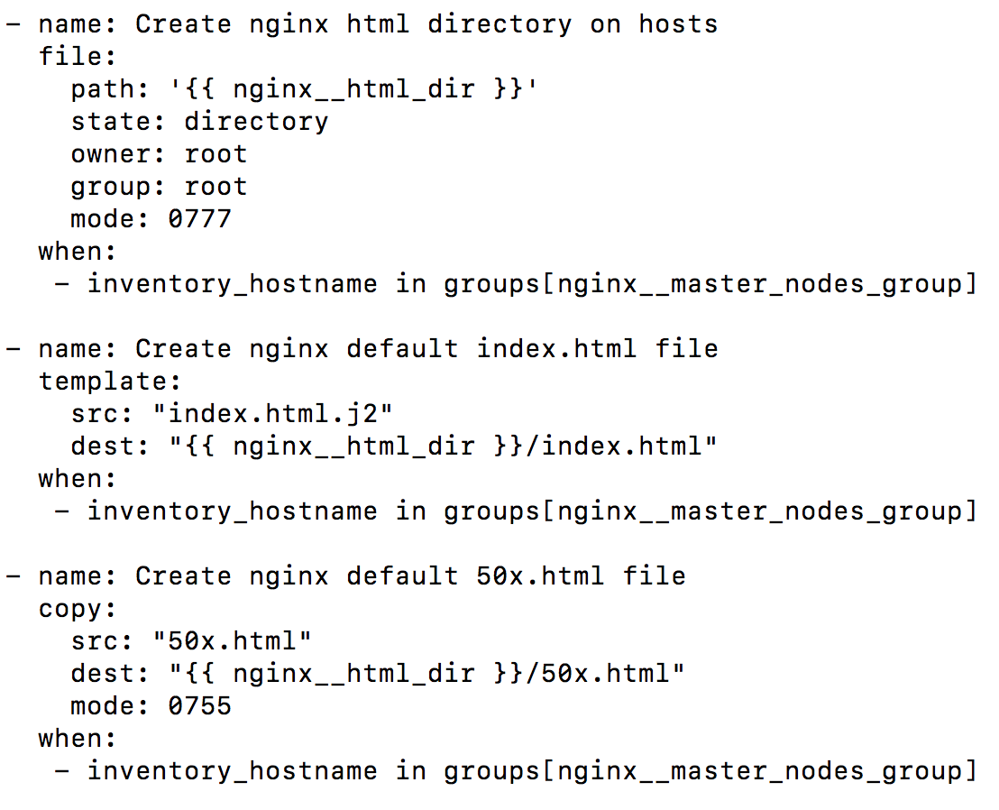 - name: Create nginx html directory on hosts
  file:
    path: '{{ nginx__html_dir }}'
    state: directory
    owner: root
    group: root
    mode: 0777
  when:
   - inventory_hostname in groups[nginx__master_nodes_group]

- name: Create nginx default index.html file
  template:
    src: "index.html.j2"
    dest: "{{ nginx__html_dir }}/index.html"
  when:
   - inventory_hostname in groups[nginx__master_nodes_group]

- name: Create nginx default 50x.html file
  copy:
    src: "50x.html"
    dest: "{{ nginx__html_dir }}/50x.html"
    mode: 0755
  when:
   - inventory_hostname in groups[nginx__master_nodes_group]